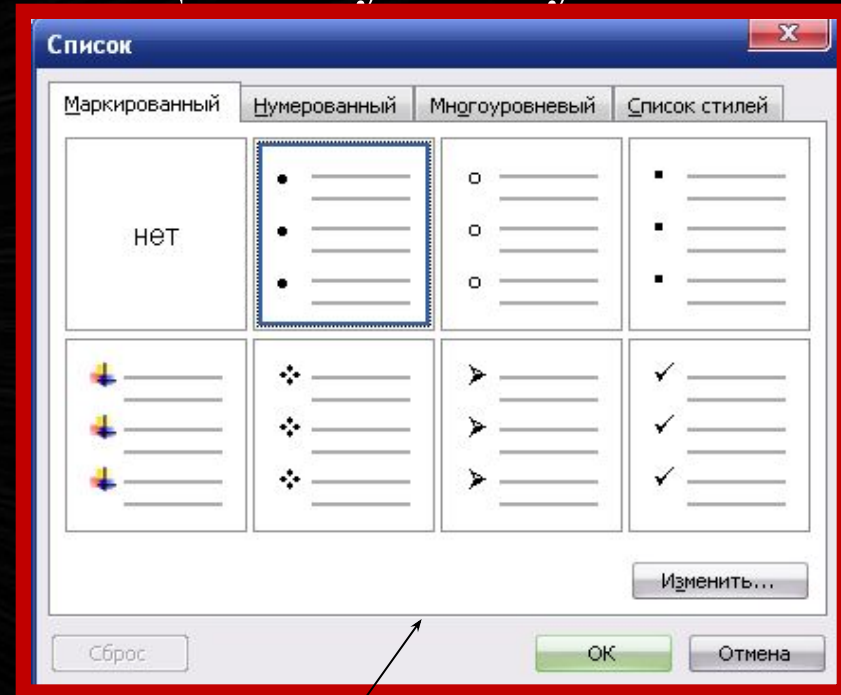 Список
Маркированный Нумерованный Многоуровневый Список стилей
нет
Изменить...
Сброс ОК Отмена